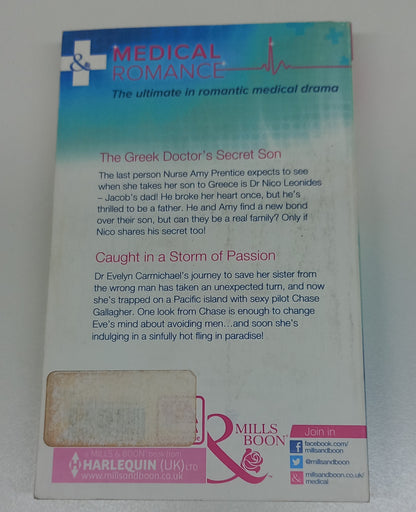 &
MEDICAL
ROMANCE
The ultimate in romantic medical drama
The Greek Doctor's Secret Son
The last person Nurse Amy Prentice expects to see
when she takes her son to Greece is Dr Nico Leonides
– Jacob's dad! He broke her heart once, but he's
thrilled to be a father. He and Amy find a new bond
over their son, but can they be a real family? Only if
Nico shares his secret too!
Caught in a Storm of Passion
Dr Evelyn Carmichael's journey to save her sister from
the wrong man has taken an unexpected turn, and now
she's trapped on a Pacific island with sexy pilot Chase
Gallagher. One look from Chase is enough to change
Eve's mind about avoiding men…and soon she's
indulging in a sinfully hot fling in paradise!
a MILLS & BOON book from
HARLEQUIN (UK) LTD
www.millsandboon.co.uk
&
MILLS
BOON®
Join in
facebook.com/
millsandboon
@millsandboon
millsandboon.co.uk/
medical